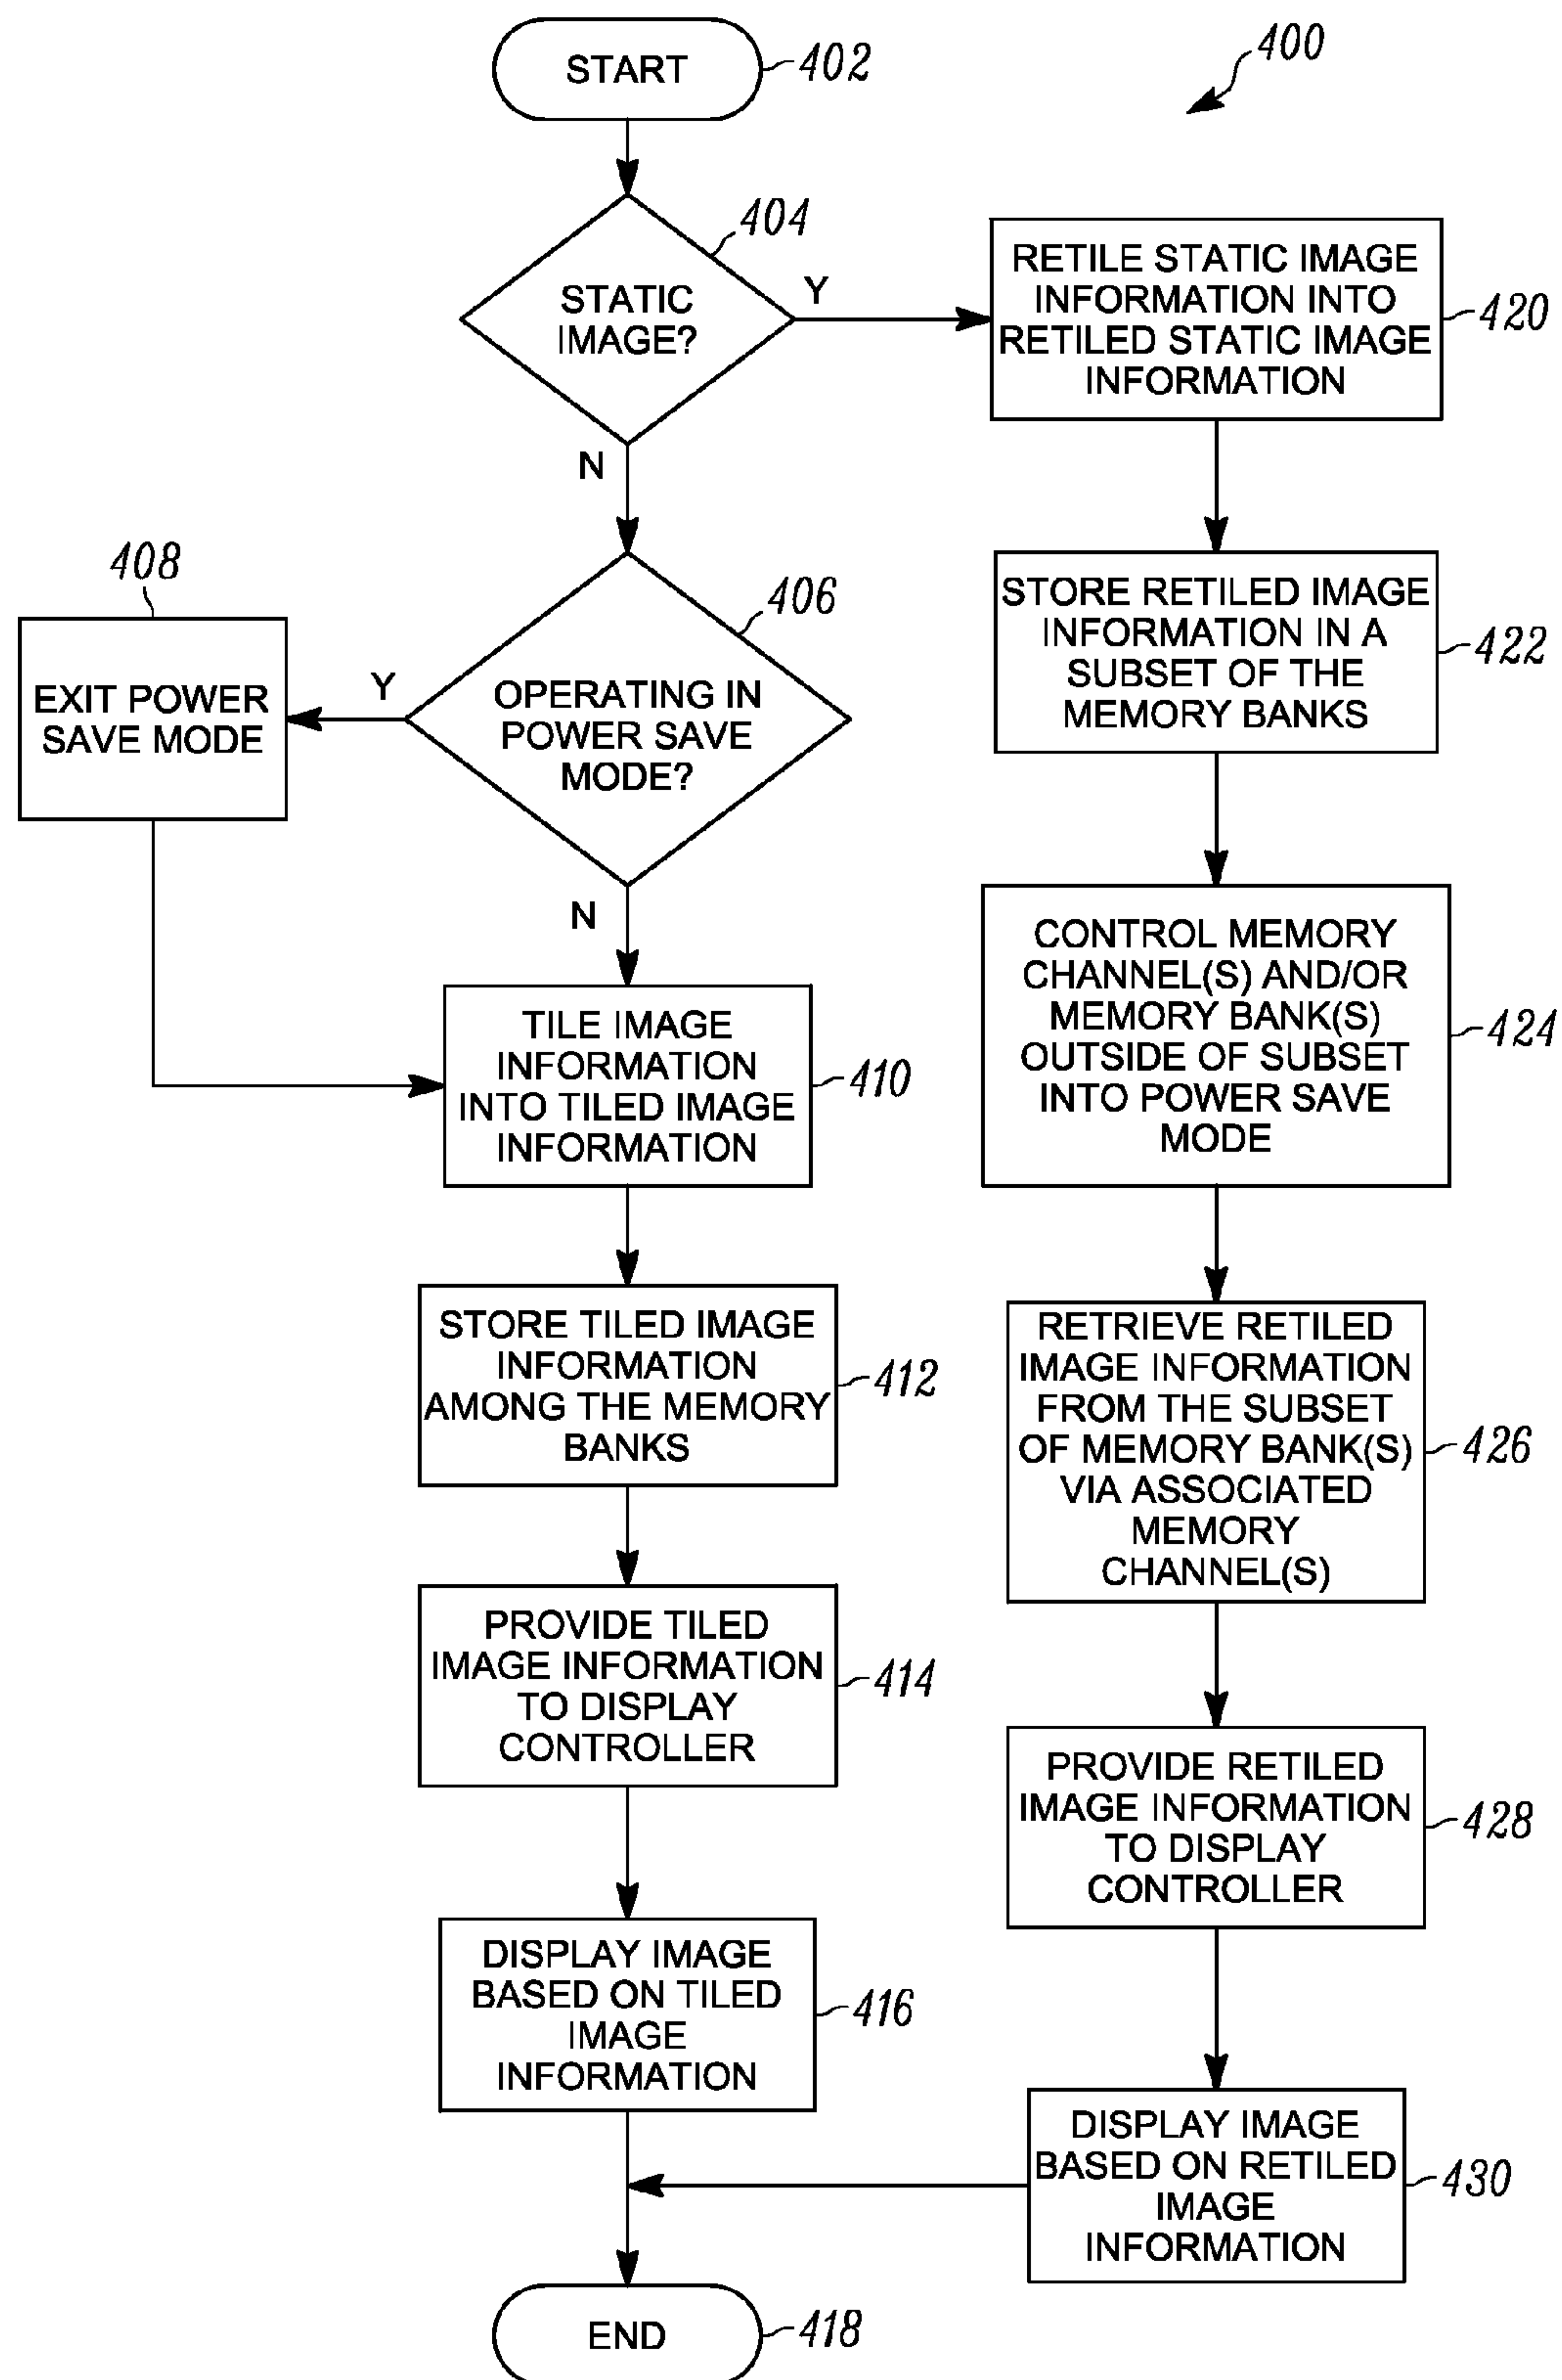 400
START
402
404
STATIC
IMAGE?
Y
N
406
OPERATING IN
POWER SAVE
MODE?
Y
N
408
EXIT POWER
SAVE MODE
TILE IMAGE
INFORMATION
INTO TILED IMAGE
INFORMATION
410
STORE TILED IMAGE
INFORMATION
AMONG THE MEMORY
BANKS
412
PROVIDE TILED
IMAGE INFORMATION
TO DISPLAY
CONTROLLER
414
DISPLAY IMAGE
BASED ON TILED
IMAGE
INFORMATION
416
END
418
RETILE STATIC IMAGE
INFORMATION INTO
RETILED STATIC IMAGE
INFORMATION
420
STORE RETILED IMAGE
INFORMATION IN A
SUBSET OF THE
MEMORY BANKS
422
CONTROL MEMORY
CHANNEL(S) AND/OR
MEMORY BANK(S)
OUTSIDE OF SUBSET
INTO POWER SAVE
MODE
424
RETRIEVE RETILED
IMAGE INFORMATION
FROM THE SUBSET
OF MEMORY BANK(S)
VIA ASSOCIATED
MEMORY
CHANNEL(S)
426
PROVIDE RETILED
IMAGE INFORMATION
TO DISPLAY
CONTROLLER
428
DISPLAY IMAGE
BASED ON RETILED
IMAGE
INFORMATION
430